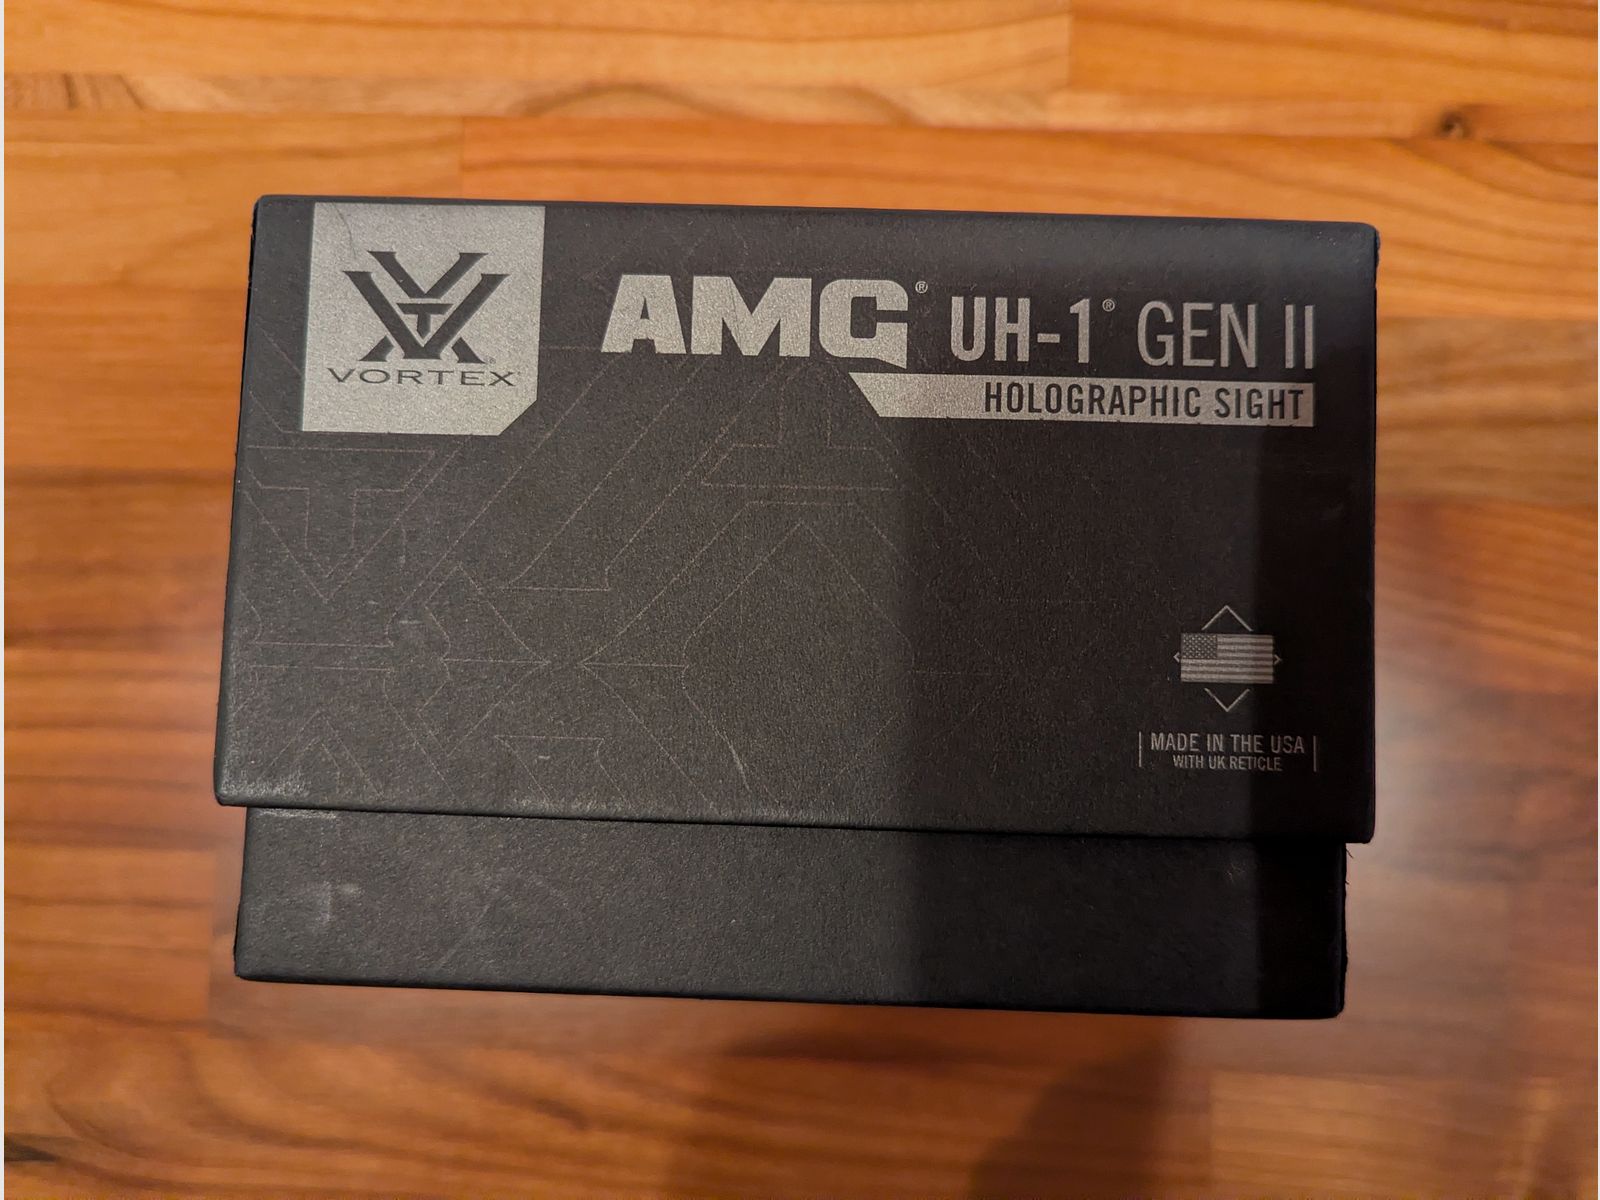 VORTEX
AMG® UH-1® GEN II
HOLOGRAPHIC SIGHT
MADE IN THE USA
WITH UK RETICLE